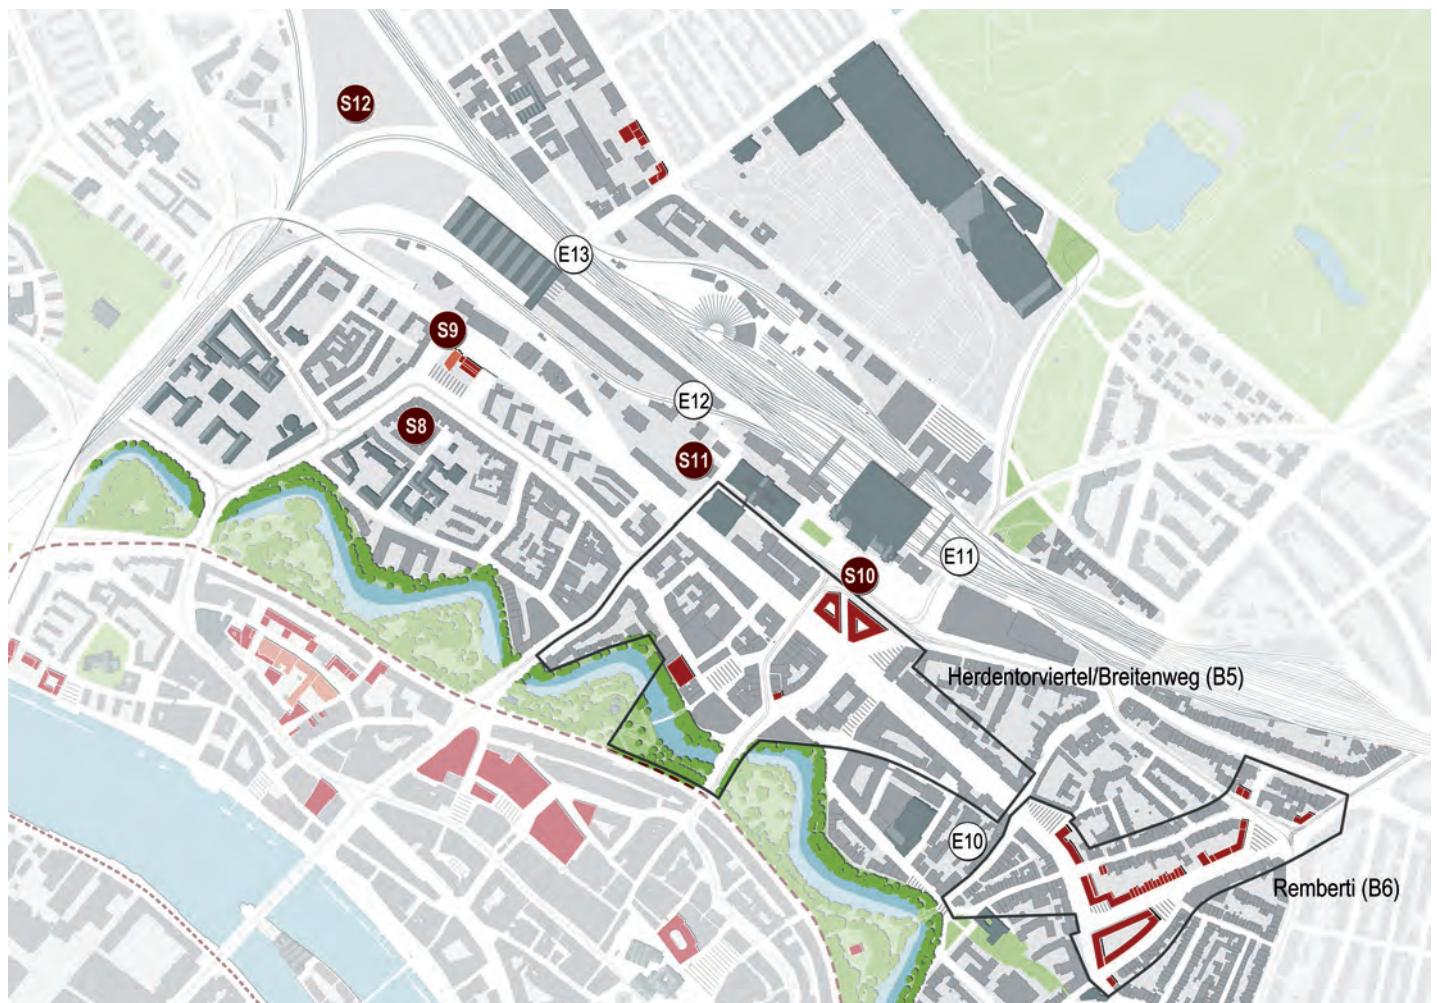 S12
E13
S9
E12
S8
S11
E11
S10
Herdentorviertel/Breitenweg (B5)
E10
Remberti (B6)